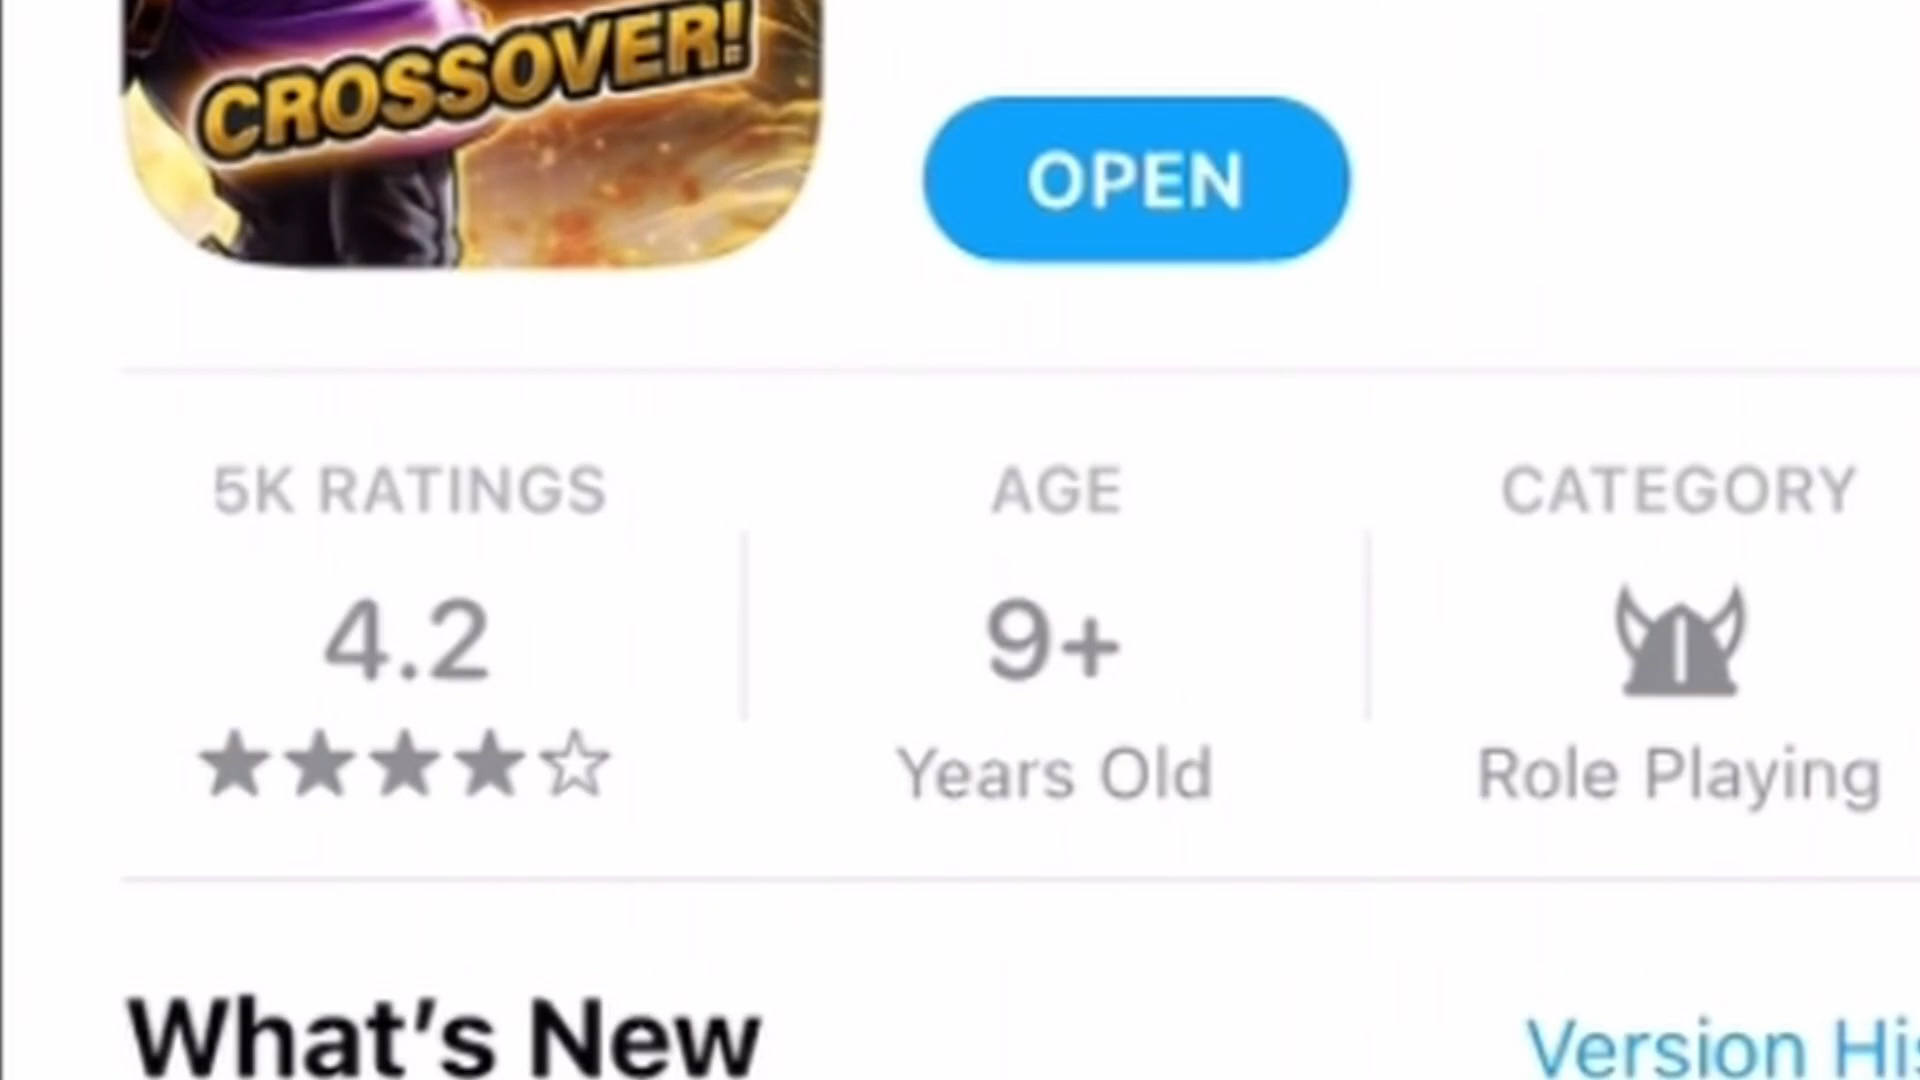 CROSSOVER!
OPEN
5K RATINGS
AGE
CATEGORY
4.2
9+
Years Old
Role Playing
What's New
Version His